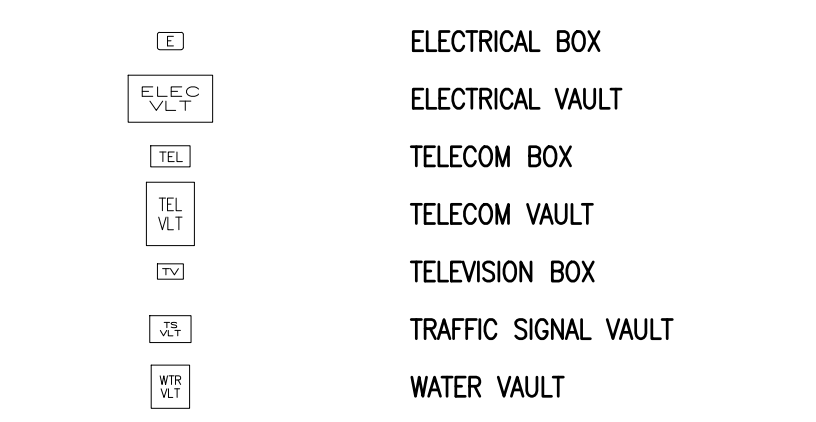 E ELECTRICAL BOX
ELEC
VLT ELECTRICAL VAULT
TEL TELECOM BOX
TEL
VLT TELECOM VAULT
TV TELEVISION BOX
TS
VLT TRAFFIC SIGNAL VAULT
WTR
VLT WATER VAULT